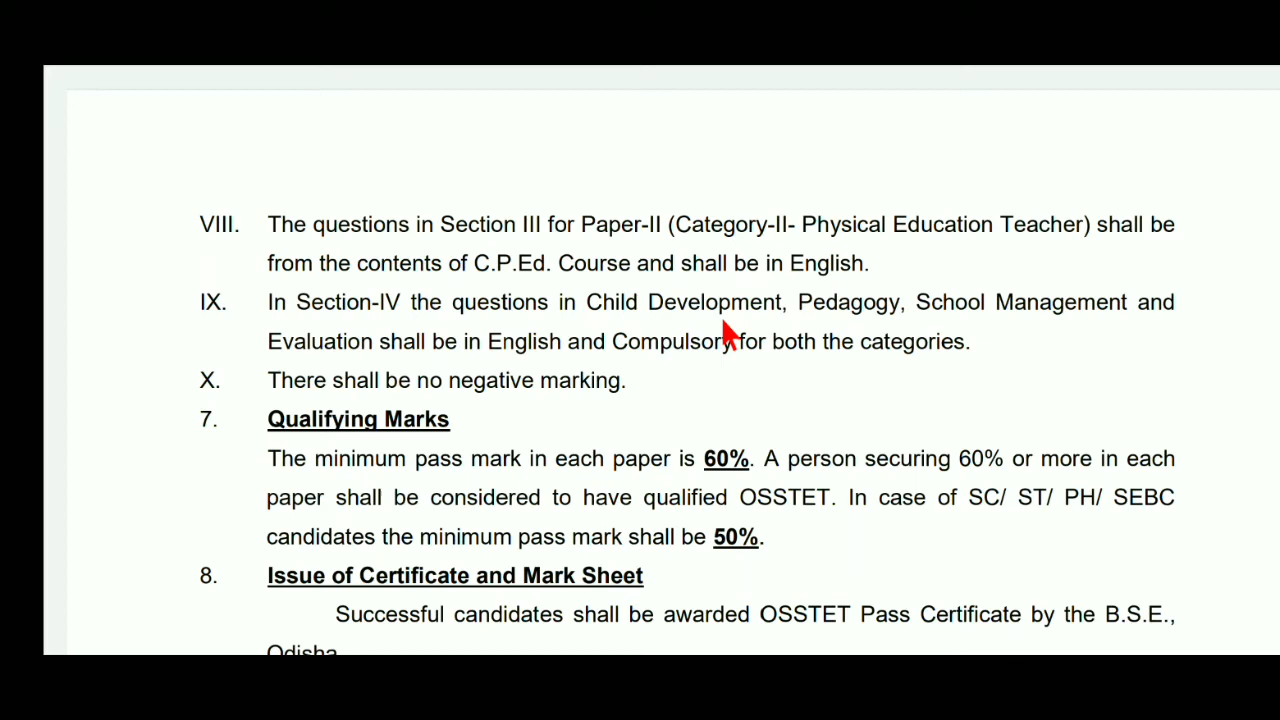 VIII. The questions in Section III for Paper-II (Category-II- Physical Education Teacher) shall be
from the contents of C.P.Ed. Course and shall be in English.
IX. In Section-IV the questions in Child Development, Pedagogy, School Management and
Evaluation shall be in English and Compulsory for both the categories.
X. There shall be no negative marking.
7. Qualifying Marks
The minimum pass mark in each paper is 60%. A person securing 60% or more in each
paper shall be considered to have qualified OSSTET. In case of SC/ ST/ PH/ SEBC
candidates the minimum pass mark shall be 50%.
8. Issue of Certificate and Mark Sheet
Successful candidates shall be awarded OSSTET Pass Certificate by the B.S.E.,
Odisha